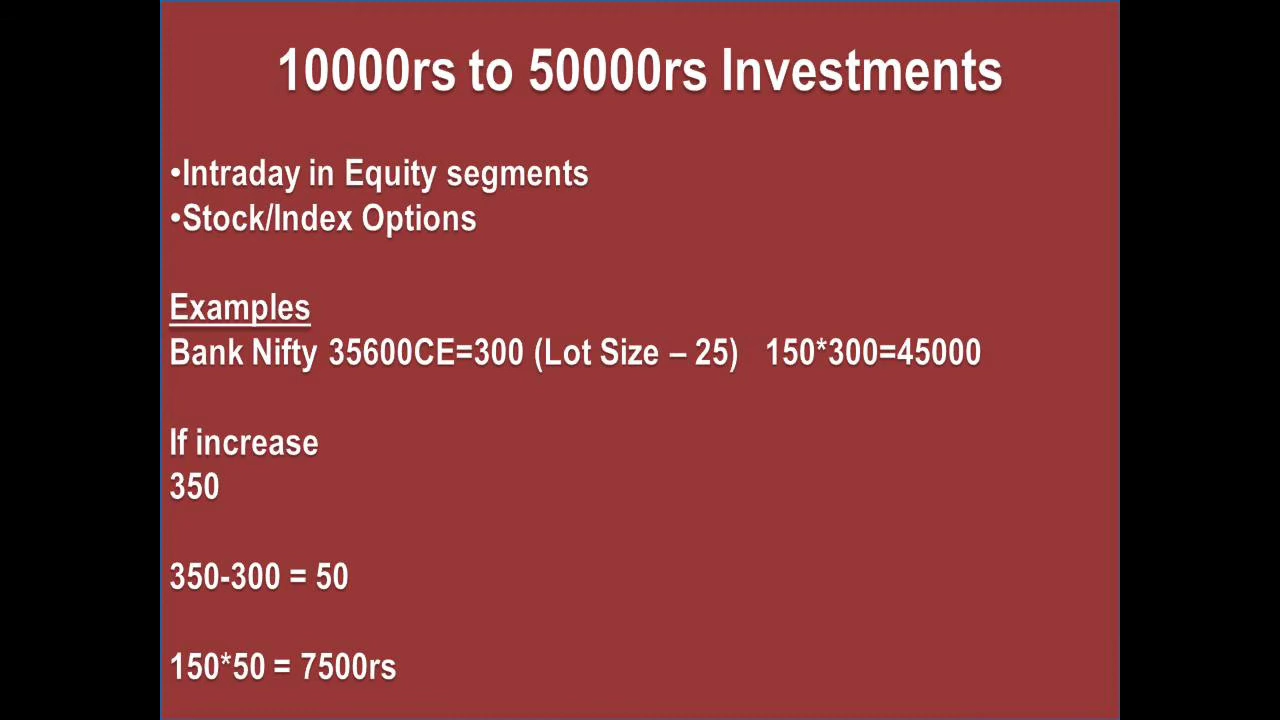 10000rs to 50000rs Investments
•Intraday in Equity segments
•Stock/Index Options
Examples
Bank Nifty 35600CE=300 (Lot Size – 25) 150*300=45000
If increase
350
350-300 = 50
150*50 = 7500rs